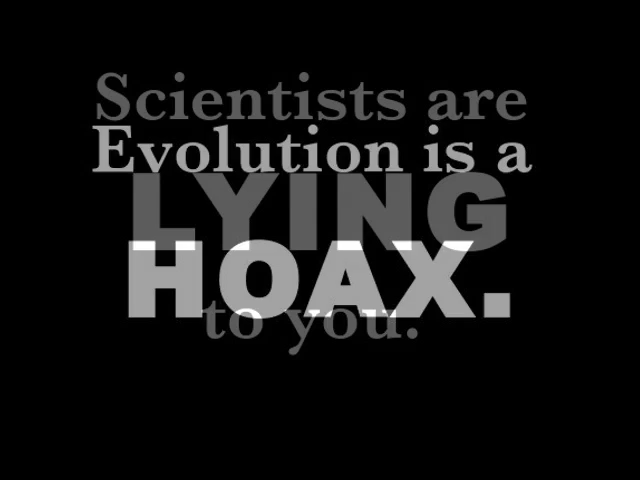 Scientists are
Evolution is a
LYING
HOAX.
to you.